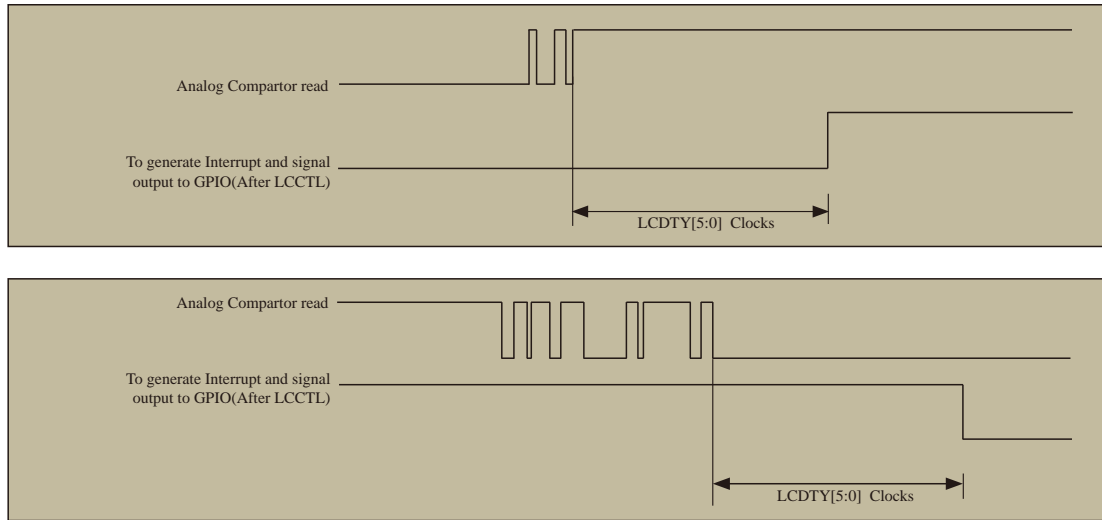 Analog Compartor read
To generate Interrupt and signal
output to GPIO(After LCCTL)
LCDTY[5:0] Clocks
Analog Compartor read
To generate Interrupt and signal
output to GPIO(After LCCTL)
LCDTY[5:0] Clocks